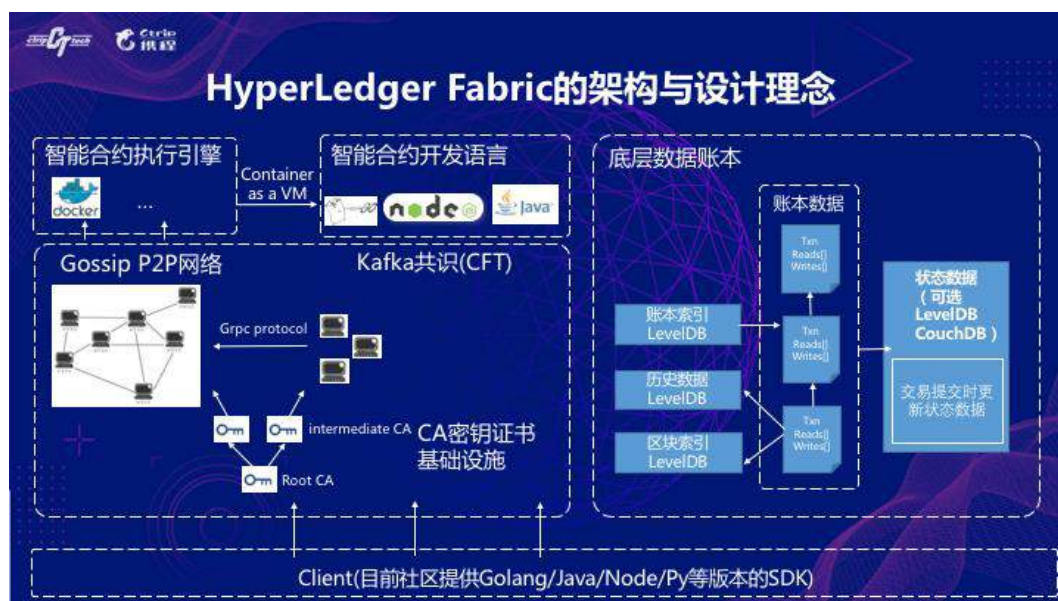 ctrip tech
Ctrip
携程
HyperLedger Fabric的架构与设计理念
智能合约执行引擎
docker
...
Container
as a VM
智能合约开发语言
node
Java
Gossip P2P网络
Kafka共识(CFT)
Grpc protocol
intermediate CA
Root CA
CA密钥证书
基础设施
底层数据账本
账本数据
Txn
Reads[]
Writes[]
账本索引
LevelDB
Txn
Reads[]
Writes[]
历史数据
LevelDB
区块索引
LevelDB
Txn
Reads[]
Writes[]
状态数据
(可选
LevelDB
CouchDB)
交易提交时更
新状态数据
Client(目前社区提供Golang/Java/Node/Py等版本的SDK)